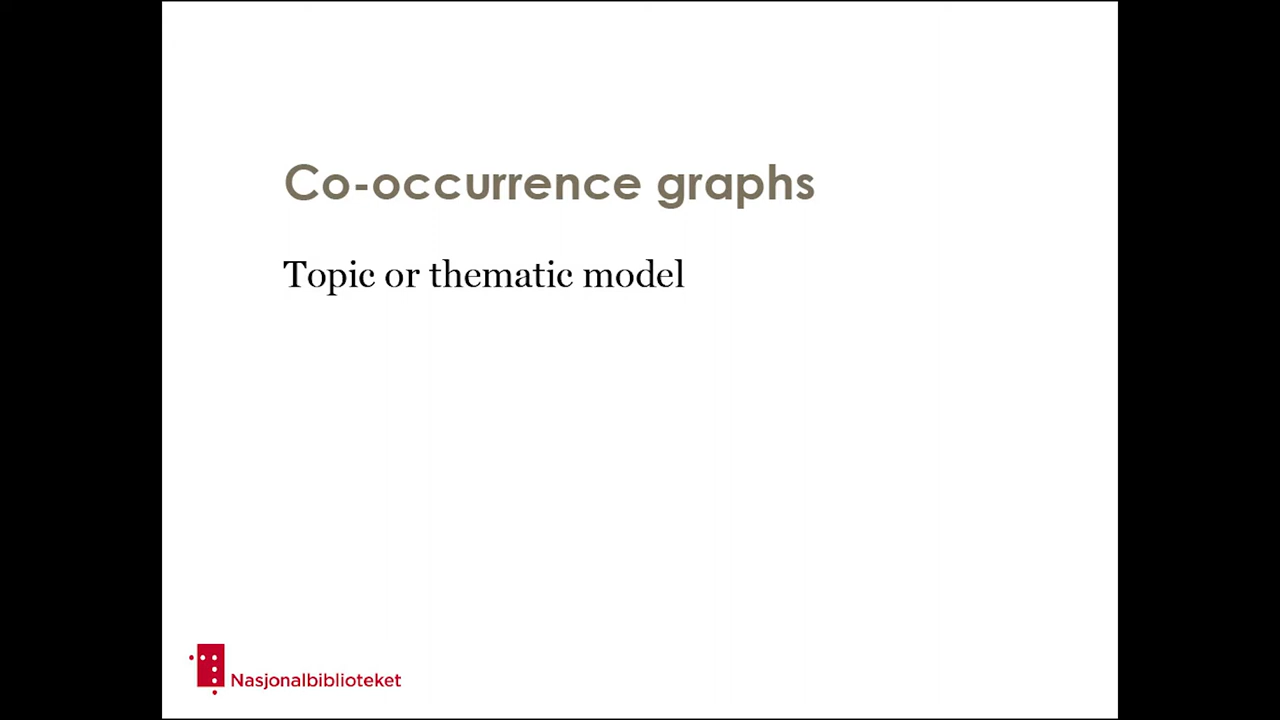 Co-occurrence graphs
Topic or thematic model
Nasjonalbiblioteket